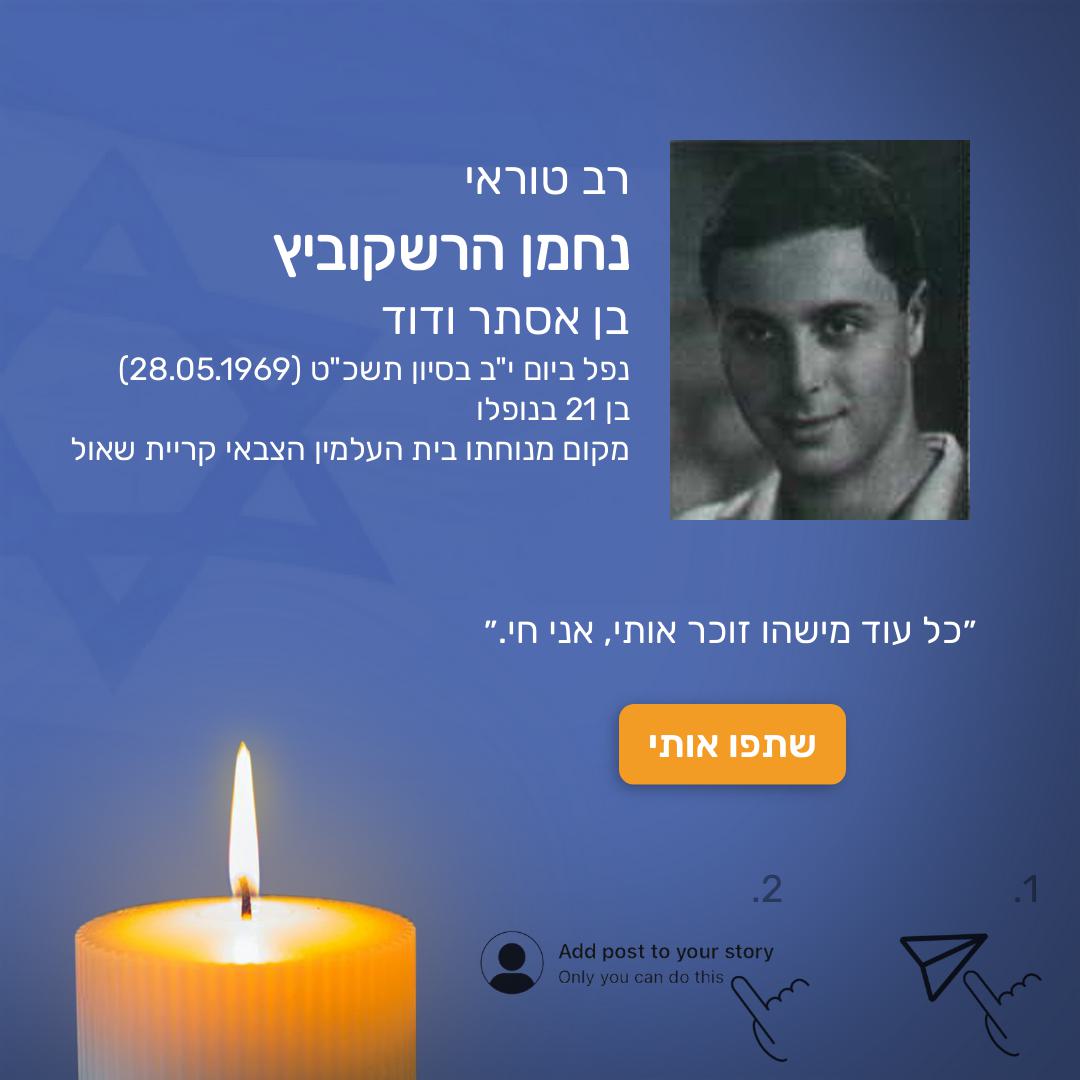 רב טוראי
נחמן הרשקוביץ
בן אסתר ודוד
נפל ביום י"ב בסיון תשכ"ט (28.05.1969)
בן 21 בנופלו
מקום מנוחתו בית העלמין הצבאי קריית שאול
״כל עוד מישהו זוכר אותי, אני חי.״
שתפו אותי
.1
.2
Add post to your story
Only you can do this